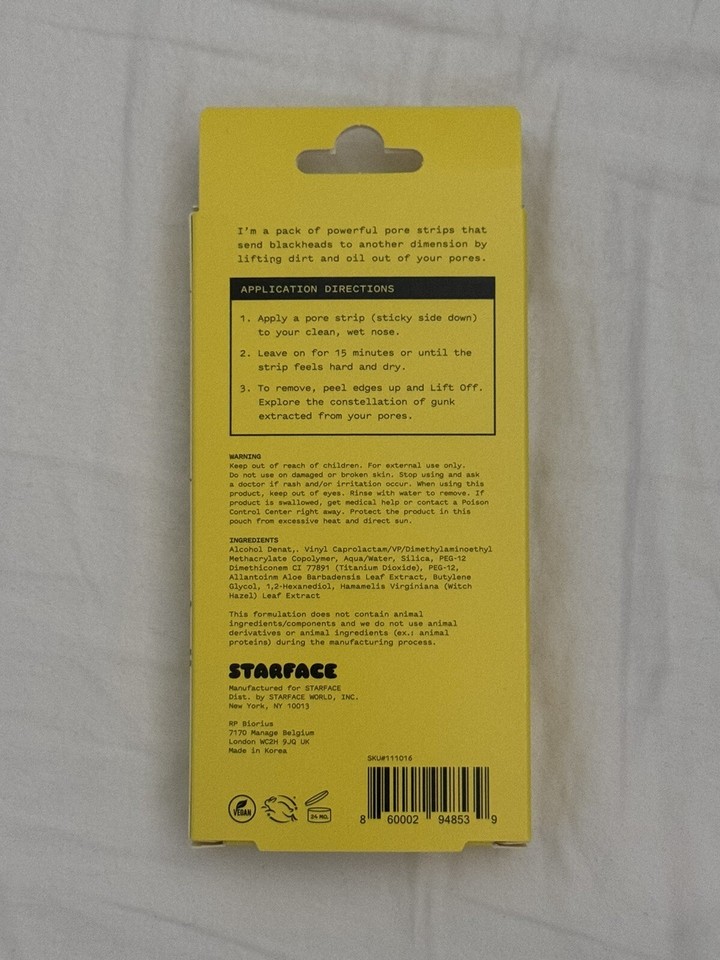 I'm a pack of powerful pore strips that
send blackheads to another dimension by
lifting dirt and oil out of your pores.
APPLICATION DIRECTIONS
1. Apply a pore strip (sticky side down)
to your clean, wet nose.
2. Leave on for 15 minutes or until the
strip feels hard and dry.
3. To remove, peel edges up and Lift Off.
Explore the constellation of gunk
extracted from your pores.
WARNING
Keep out of reach of children. For external use only.
Do not use on damaged or broken skin. Stop using and ask
a doctor if rash and/or irritation occur. When using this
product, keep out of eyes. Rinse with water to remove. If
product is swallowed, get medical help or contact a Poison
Control Center right away. Protect the product in this
pouch from excessive heat and direct sun.
INGREDIENTS
Alcohol Denat,. Vinyl Caprolactam/VP/Dimethylaminoethyl
Methacrylate Copolymer, Aqua/Water, Silica, PEG-12
Dimethiconem CI 77891 (Titanium Dioxide), PEG-12,
Allantoinm Aloe Barbadensis Leaf Extract, Butylene
Glycol, 1,2-Hexanediol, Hamamelis Virginiana (Witch
Hazel) Leaf Extract
This formulation does not contain animal
ingredients/components and we do not use animal
derivatives or animal ingredients (ex.: animal
proteins) during the manufacturing process.
STARFACE
Manufactured for STARFACE
Dist. by STARFACE WORLD, INC.
New York, NY 10013
RP Biorius
7170 Manage Belgium
London WC2H 9JQ UK
Made in Korea
SKU#111016
VEGAN
24 MO.
8 60002 94853 9